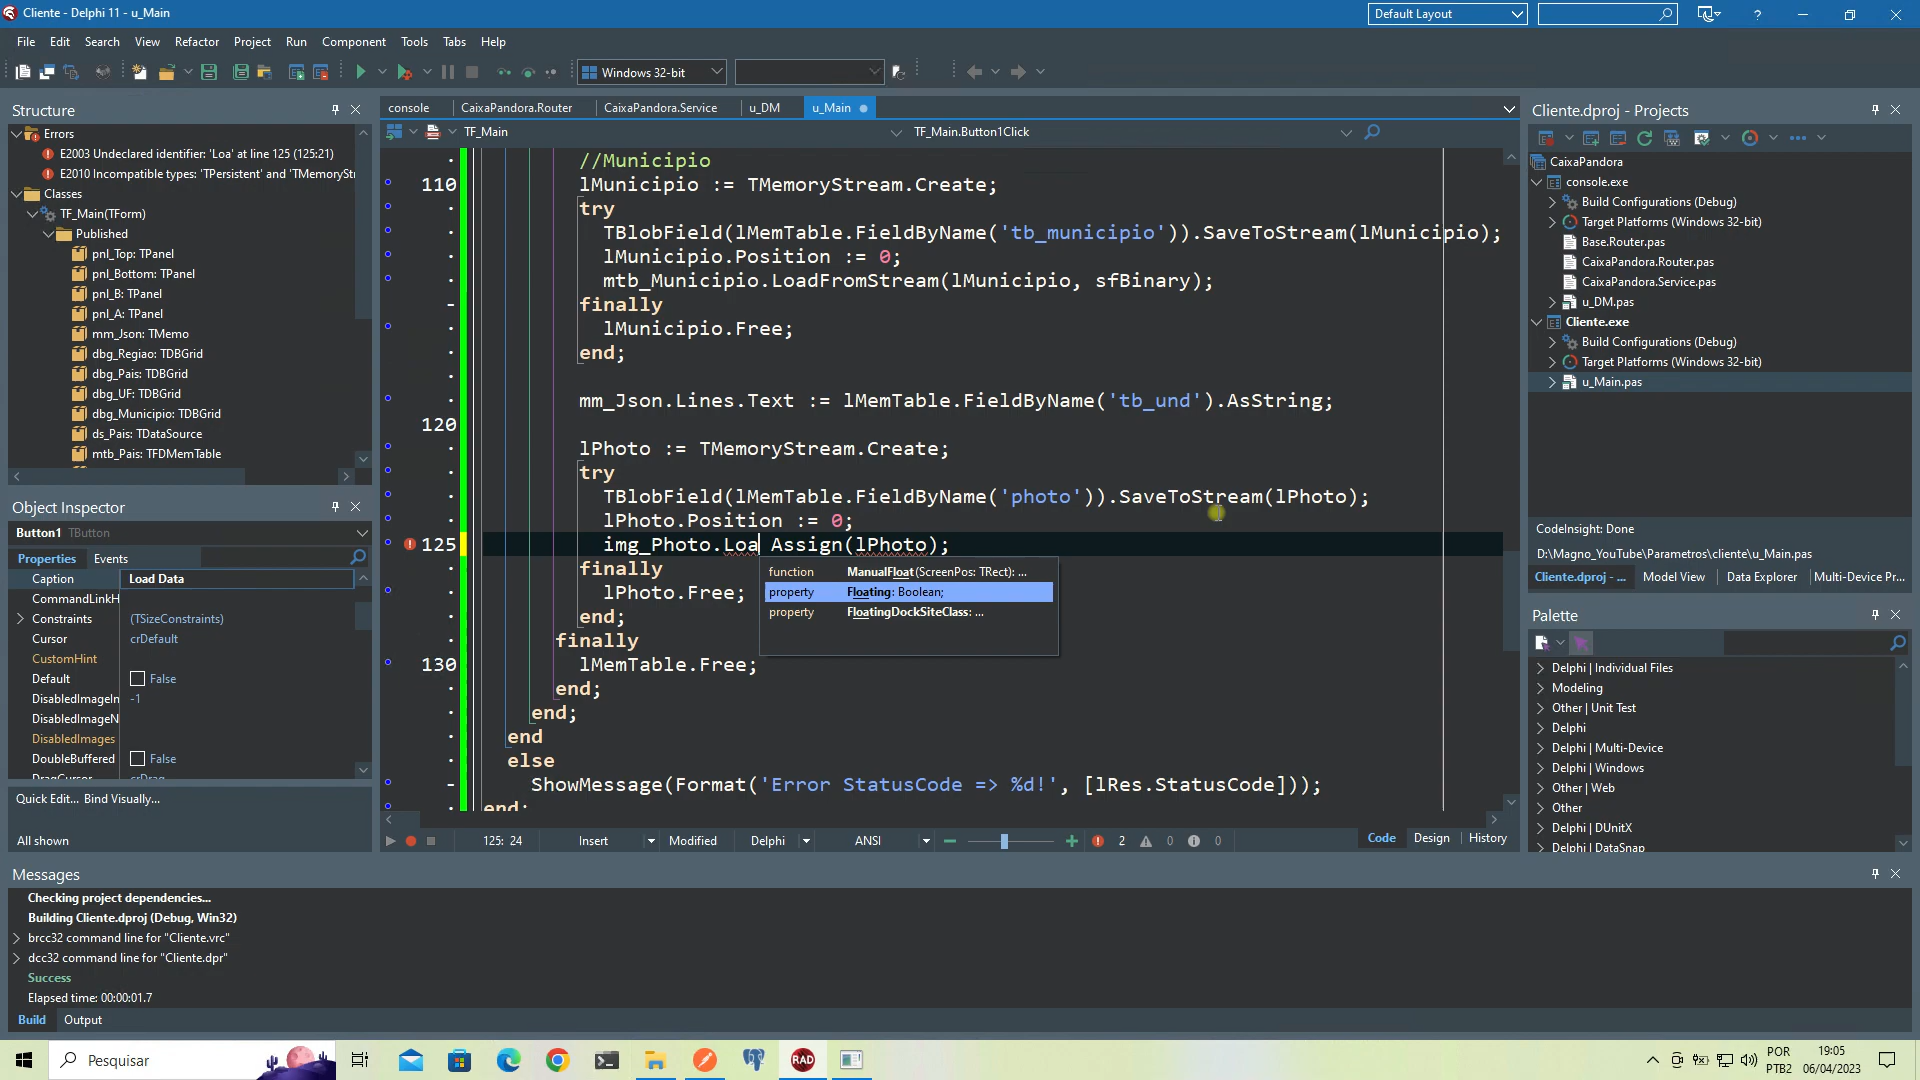 Cliente - Delphi 11 - u_Main
Default Layout
?
File Edit Search View Refactor Project Run Component Tools Tabs Help
Windows 32-bit
Structure
Errors
E2003 Undeclared identifier: 'Loa' at line 125 (125:21)
E2010 Incompatible types: 'TPersistent' and 'TMemoryStr
Classes
TF_Main(TForm)
Published
pnl_Top: TPanel
pnl_Bottom: TPanel
pnl_B: TPanel
pnl_A: TPanel
mm_Json: TMemo
dbg_Regiao: TDBGrid
dbg_Pais: TDBGrid
dbg_UF: TDBGrid
dbg_Municipio: TDBGrid
ds_Pais: TDataSource
mtb_Pais: TFDMemTable
Object Inspector
Button1 TButton
Properties Events
Caption Load Data
CommandLinkH
Constraints (TSizeConstraints)
Cursor crDefault
CustomHint
Default False
DisabledImageIn -1
DisabledImageN
DisabledImages
DoubleBuffered False
DragCursor crDrag
Quick Edit... Bind Visually...
All shown
console CaixaPandora.Router CaixaPandora.Service u_DM u_Main
TF_Main TF_Main.Button1Click
//Municipio
110 lMunicipio := TMemoryStream.Create;
try
TBlobField(lMemTable.FieldByName('tb_municipio')).SaveToStream(lMunicipio);
lMunicipio.Position := 0;
mtb_Municipio.LoadFromStream(lMunicipio, sfBinary);
finally
lMunicipio.Free;
end;
mm_Json.Lines.Text := lMemTable.FieldByName('tb_und').AsString;
120
lPhoto := TMemoryStream.Create;
try
TBlobField(lMemTable.FieldByName('photo')).SaveToStream(lPhoto);
lPhoto.Position := 0;
125 img_Photo.Loa Assign(lPhoto);
finally
lPhoto.Free;
end;
finally
130 lMemTable.Free;
end;
end;
end
else
ShowMessage(Format('Error StatusCode => %d!', [lRes.StatusCode]));
end;
function ManualFloat(ScreenPos: TRect): ...
property Floating: Boolean;
property FloatingDockSiteClass: ...
125: 24 Insert Modified Delphi ANSI 2 0 0 Code Design History
Cliente.dproj - Projects
CaixaPandora
console.exe
Build Configurations (Debug)
Target Platforms (Windows 32-bit)
Base.Router.pas
CaixaPandora.Router.pas
CaixaPandora.Service.pas
u_DM.pas
Cliente.exe
Build Configurations (Debug)
Target Platforms (Windows 32-bit)
u_Main.pas
CodeInsight: Done
D:\Magno_YouTube\Parametros\cliente\u_Main.pas
Cliente.dproj - ... Model View Data Explorer Multi-Device Pr...
Palette
Delphi | Individual Files
Modeling
Other | Unit Test
Delphi
Delphi | Multi-Device
Delphi | Windows
Other | Web
Other
Delphi | DUnitX
Delphi | DataSnap
Messages
Checking project dependencies...
Building Cliente.dproj (Debug, Win32)
brcc32 command line for "Cliente.vrc"
dcc32 command line for "Cliente.dpr"
Success
Elapsed time: 00:00:01.7
Build Output
Pesquisar
RAD
POR
PTB2
19:05
06/04/2023